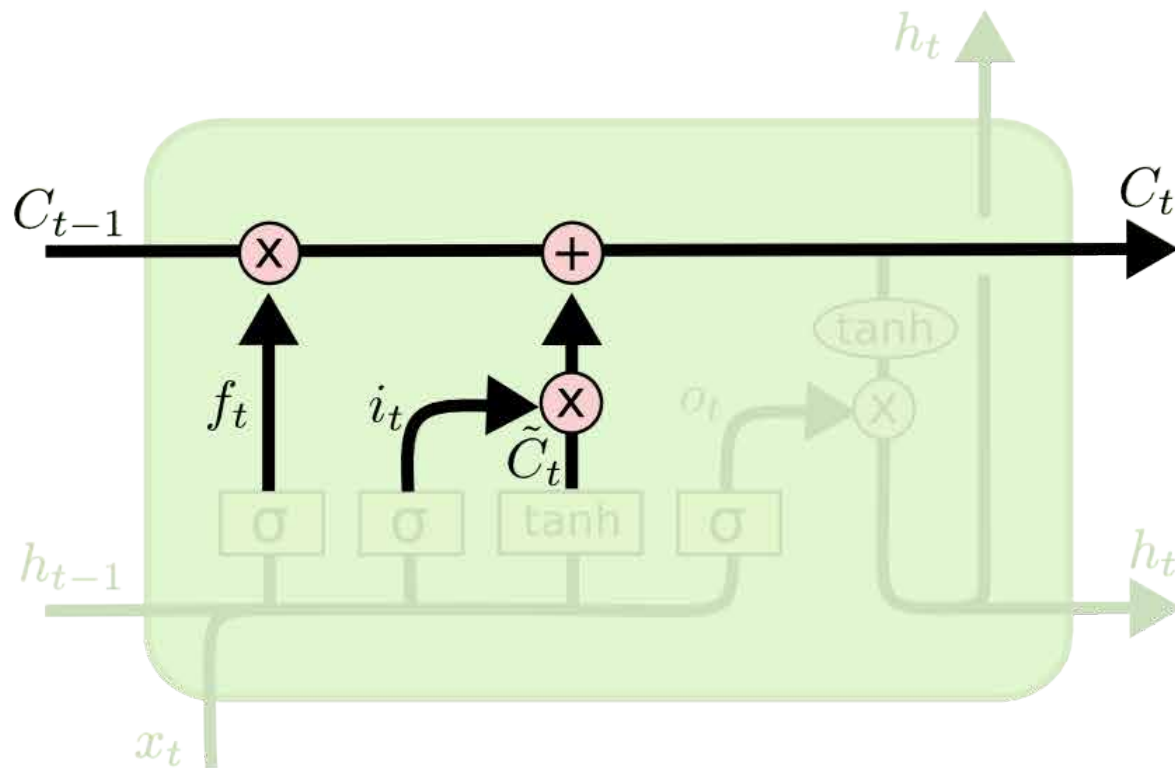 h_t
C_{t-1}
C_t
x
+
tanh
f_t
i_t
x
o_t
x
C̃_t
σ
σ
tanh
σ
h_{t-1}
h_t
x_t